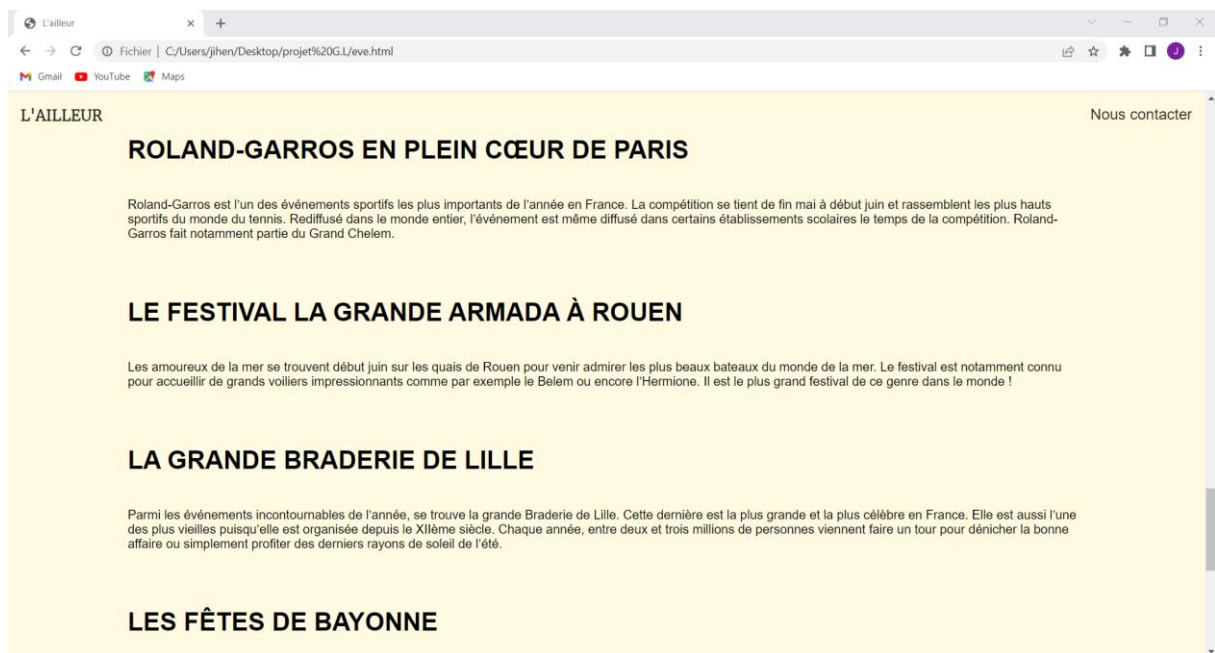 L'ailleur
Fichier | C:/Users/jihen/Desktop/projet%20G.L/eve.html
J
Gmail YouTube Maps
L'AILLEUR
Nous contacter
ROLAND-GARROS EN PLEIN CŒUR DE PARIS
Roland-Garros est l'un des événements sportifs les plus importants de l'année en France. La compétition se tient de fin mai à début juin et rassemblent les plus hauts
sportifs du monde du tennis. Rediffusé dans le monde entier, l'événement est même diffusé dans certains établissements scolaires le temps de la compétition. Roland-
Garros fait notamment partie du Grand Chelem.
LE FESTIVAL LA GRANDE ARMADA À ROUEN
Les amoureux de la mer se trouvent début juin sur les quais de Rouen pour venir admirer les plus beaux bateaux du monde de la mer. Le festival est notamment connu
pour accueillir de grands voiliers impressionnants comme par exemple le Belem ou encore l'Hermione. Il est le plus grand festival de ce genre dans le monde !
LA GRANDE BRADERIE DE LILLE
Parmi les événements incontournables de l'année, se trouve la grande Braderie de Lille. Cette dernière est la plus grande et la plus célèbre en France. Elle est aussi l'une
des plus vieilles puisqu'elle est organisée depuis le XIIème siècle. Chaque année, entre deux et trois millions de personnes viennent faire un tour pour dénicher la bonne
affaire ou simplement profiter des derniers rayons de soleil de l'été.
LES FÊTES DE BAYONNE